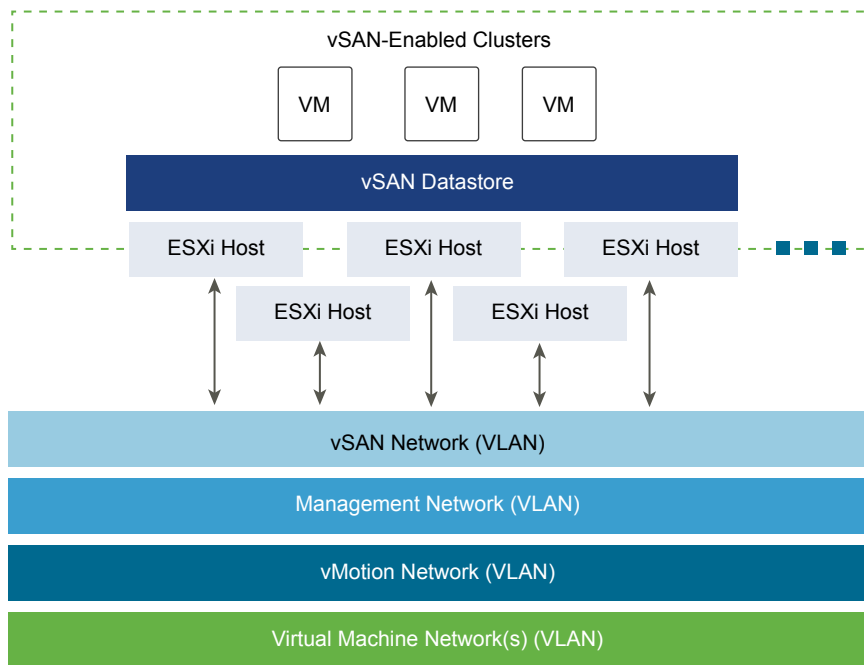 vSAN-Enabled Clusters
VM
VM
VM
vSAN Datastore
ESXi Host
ESXi Host
ESXi Host
ESXi Host
ESXi Host
vSAN Network (VLAN)
Management Network (VLAN)
vMotion Network (VLAN)
Virtual Machine Network(s) (VLAN)